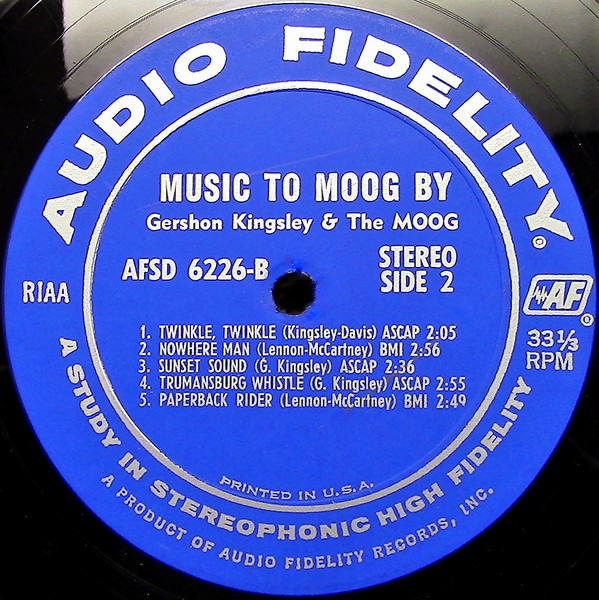 AUDIO FIDELITY®
MUSIC TO MOOG BY
Gershon Kingsley & The MOOG
AFSD 6226-B
STEREO
SIDE 2
RIAA
AF®
33⅓
RPM
1. TWINKLE, TWINKLE (Kingsley-Davis) ASCAP 2:05
2. NOWHERE MAN (Lennon-McCartney) BMI 2:56
3. SUNSET SOUND (G. Kingsley) ASCAP 2:36
4. TRUMANSBURG WHISTLE (G. Kingsley) ASCAP 2:55
5. PAPERBACK RIDER (Lennon-McCartney) BMI 2:49
PRINTED IN U.S.A.
A STUDY IN STEREOPHONIC HIGH FIDELITY
A PRODUCT OF AUDIO FIDELITY RECORDS, INC.